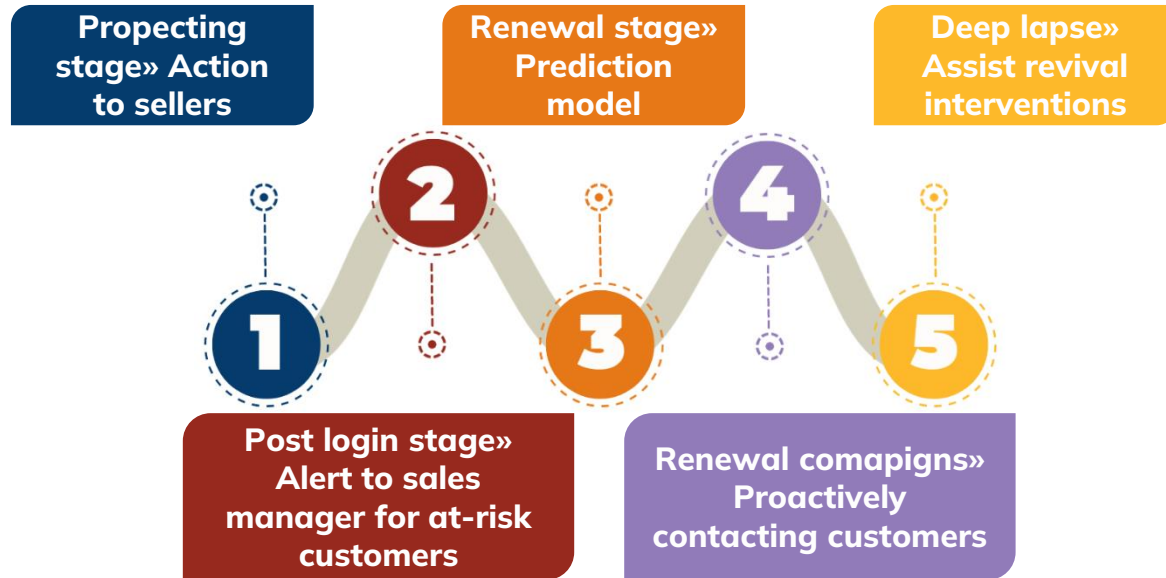 Propecting
stage» Action
to sellers
Renewal stage»
Prediction
model
Deep lapse»
Assist revival
interventions
2
4
1
3
5
Post login stage»
Alert to sales
manager for at-risk
customers
Renewal comapigns»
Proactively
contacting customers